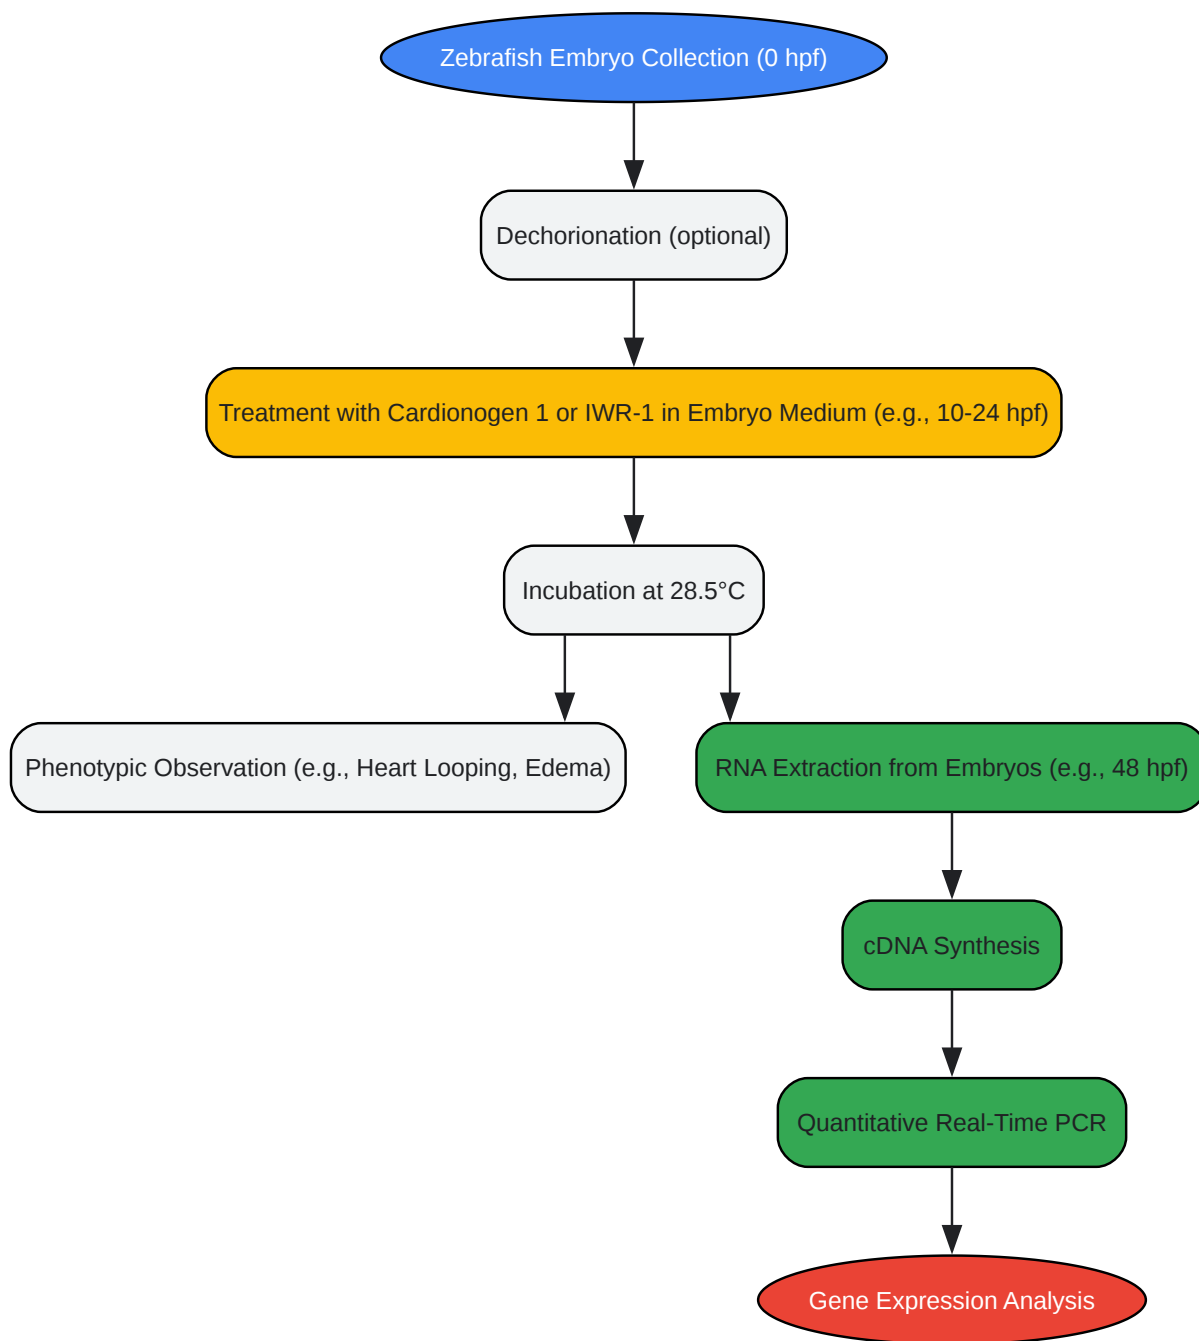 Zebrafish Embryo Collection (0 hpf)
Dechorionation (optional)
Treatment with Cardionogen 1 or IWR-1 in Embryo Medium (e.g., 10-24 hpf)
Incubation at 28.5°C
Phenotypic Observation (e.g., Heart Looping, Edema)
RNA Extraction from Embryos (e.g., 48 hpf)
cDNA Synthesis
Quantitative Real-Time PCR
Gene Expression Analysis